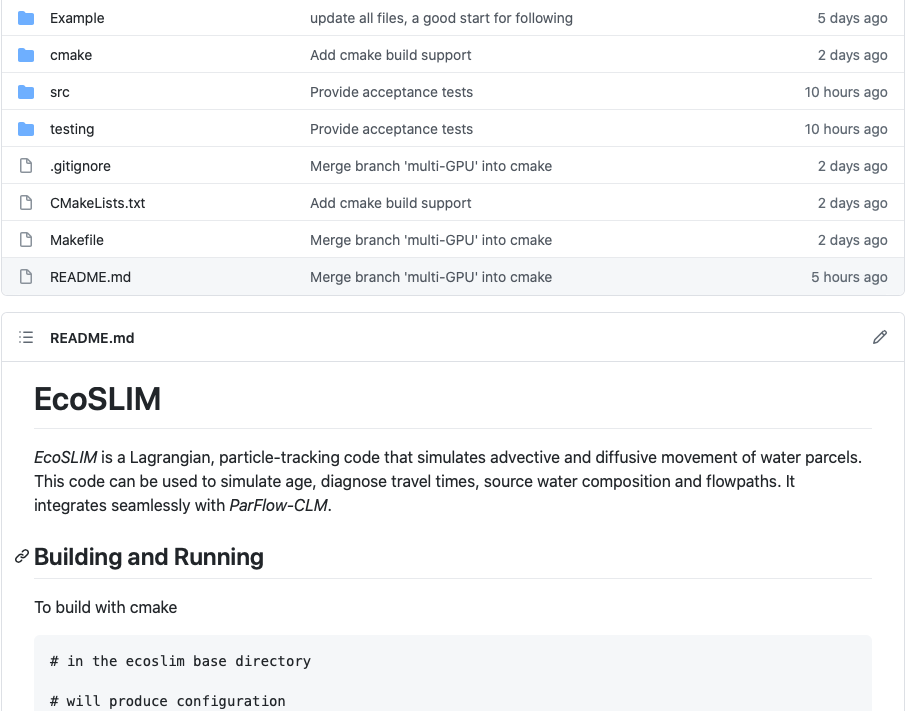 Example update all files, a good start for following 5 days ago
cmake Add cmake build support 2 days ago
src Provide acceptance tests 10 hours ago
testing Provide acceptance tests 10 hours ago
.gitignore Merge branch 'multi-GPU' into cmake 2 days ago
CMakeLists.txt Add cmake build support 2 days ago
Makefile Merge branch 'multi-GPU' into cmake 2 days ago
README.md Merge branch 'multi-GPU' into cmake 5 hours ago
README.md
EcoSLIM
EcoSLIM is a Lagrangian, particle-tracking code that simulates advective and diffusive movement of water parcels.
This code can be used to simulate age, diagnose travel times, source water composition and flowpaths. It
integrates seamlessly with ParFlow-CLM.
Building and Running
To build with cmake
# in the ecoslim base directory
# will produce configuration